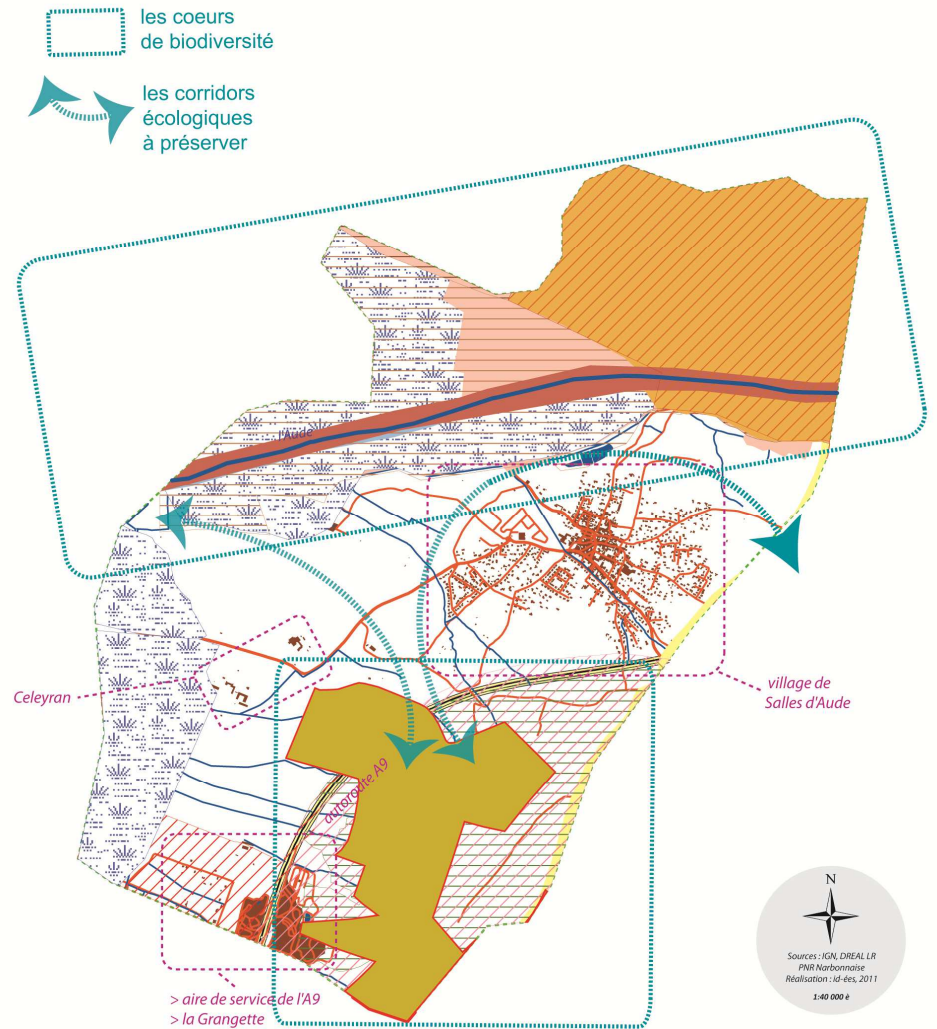 les coeurs
de biodiversité
les corridors
écologiques
à préserver
l'Aude
Celeyran
village de
Salles d'Aude
autoroute A9
> aire de service de l'A9
> la Grangette
N
Sources : IGN, DREAL LR
PNR Narbonnaise
Réalisation : id-ées, 2011
1:40 000 è